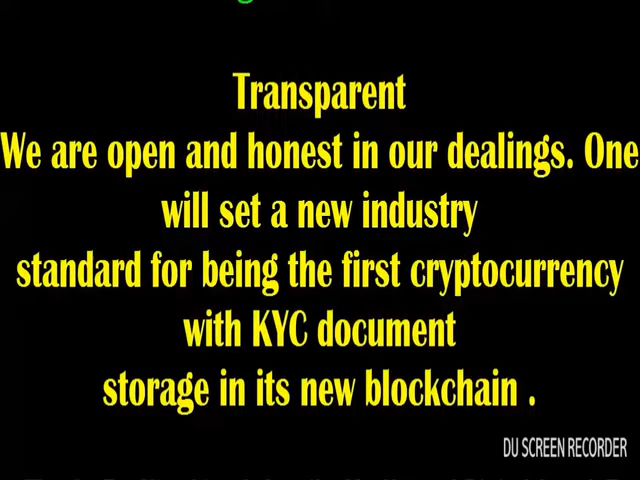 Transparent
We are open and honest in our dealings. One
will set a new industry
standard for being the first cryptocurrency
with KYC document
storage in its new blockchain .
DU SCREEN RECORDER